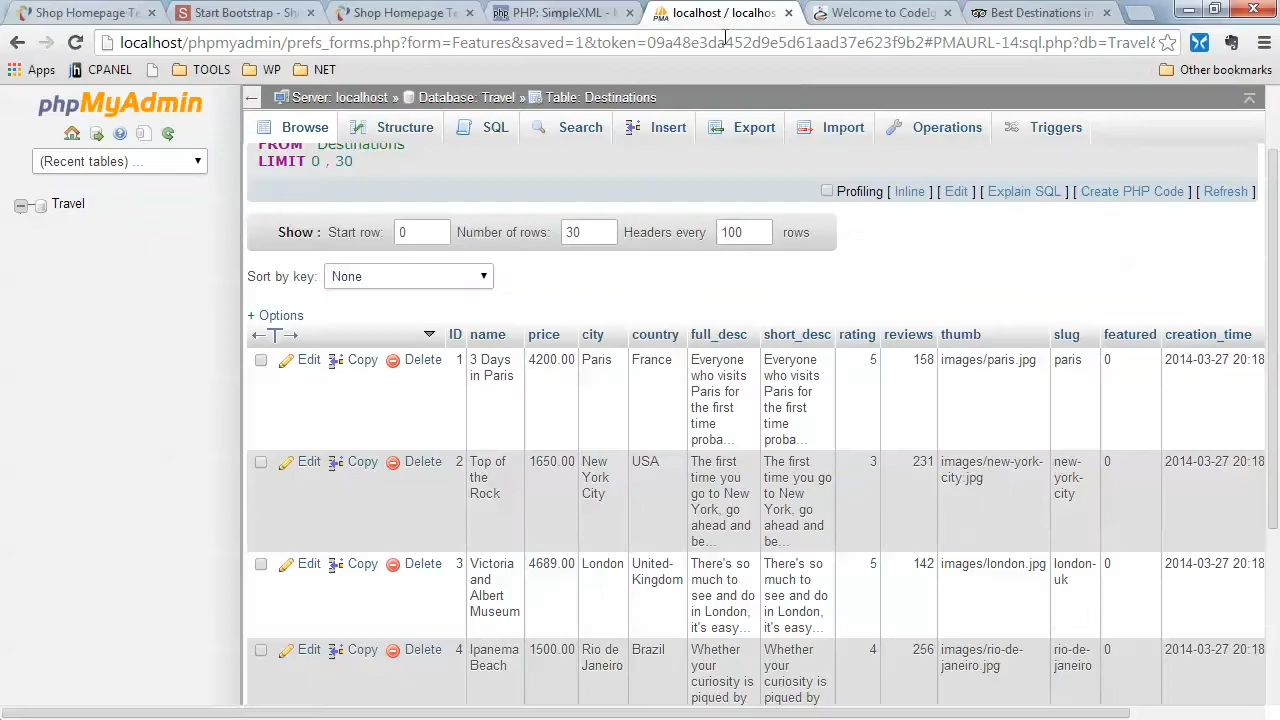 Shop Homepage Te
Start Bootstrap - Sha
Shop Homepage Te
PHP: SimpleXML - M
localhost / localhos
Welcome to CodeIg
Best Destinations in
localhost/phpmyadmin/prefs_forms.php?form=Features&saved=1&token=09a48e3da452d9e5d61aad37e623f9b2#PMAURL-14:sql.php?db=Travel&
Apps CPANEL TOOLS WP NET Other bookmarks
phpMyAdmin
(Recent tables) ...
Travel
Server: localhost » Database: Travel » Table: Destinations
Browse Structure SQL Search Insert Export Import Operations Triggers
FROM `Destinations`
LIMIT 0 , 30
Profiling [ Inline ] [ Edit ] [ Explain SQL ] [ Create PHP Code ] [ Refresh ]
Show : Start row: 0 Number of rows: 30 Headers every 100 rows
Sort by key: None
+ Options
←T→ ID name price city country full_desc short_desc rating reviews thumb slug featured creation_time
Edit Copy Delete 1 3 Days Paris 4200.00 Paris France Everyone Everyone 5 158 images/paris.jpg paris 0 2014-03-27 20:18
in Paris who visits who visits
Paris for Paris for
the first the first
time time
proba... proba...
Edit Copy Delete 2 Top of 1650.00 New USA The first The first 3 231 images/new-york- new- 0 2014-03-27 20:18
the York time you time you go city.jpg york-
Rock City go to New to New city
York, go York, go
ahead and ahead and
be... be...
Edit Copy Delete 3 Victoria 4689.00 London United- There's so There's so 5 142 images/london.jpg london- 0 2014-03-27 20:18
and Kingdom much to much to uk
Albert see and do see and do
Museum in London, in London,
it's easy... it's easy...
Edit Copy Delete 4 Ipanema 1500.00 Rio de Brazil Whether Whether 4 256 images/rio-de- rio-de- 0 2014-03-27 20:18
Beach Janeiro your your janeiro.jpg janeiro
curiosity is curiosity is
piqued by piqued by